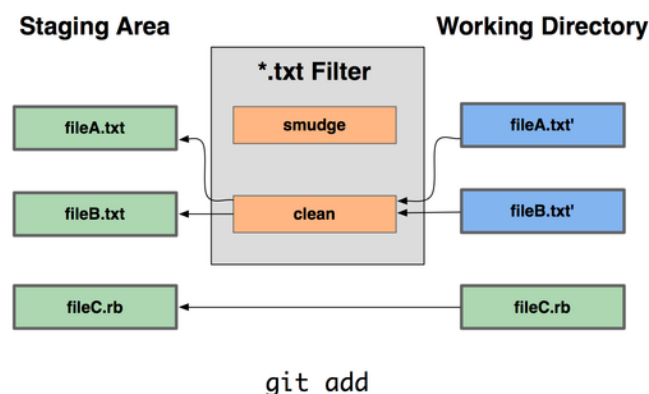 Staging Area
Working Directory
*.txt Filter
fileA.txt
smudge
fileA.txt'
fileB.txt
clean
fileB.txt'
fileC.rb
fileC.rb
git add